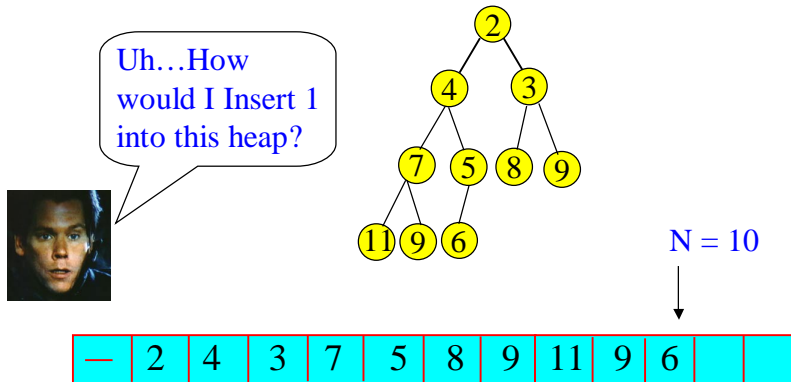 Uh…How
would I Insert 1
into this heap?
2
4 3
7 5 8 9
11 9 6
N = 10
— 2 4 3 7 5 8 9 11 9 6